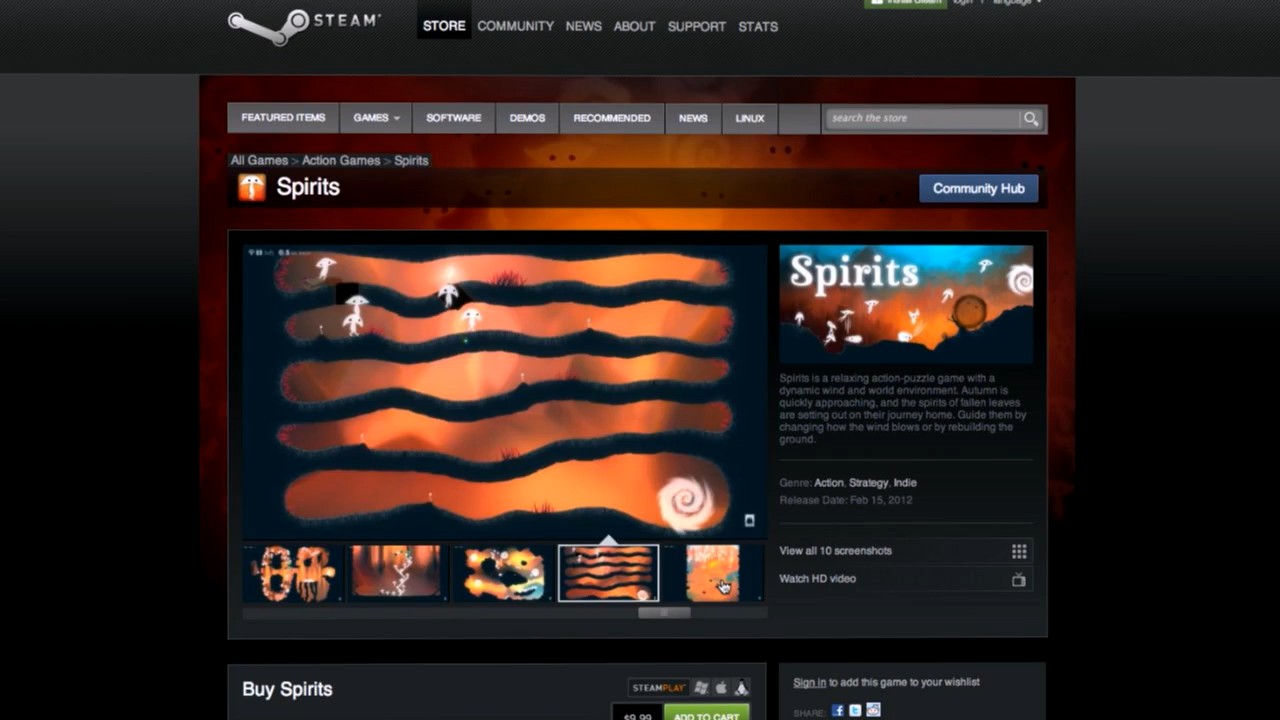 Install Steam login | language
STEAM
STORE COMMUNITY NEWS ABOUT SUPPORT STATS
FEATURED ITEMS GAMES SOFTWARE DEMOS RECOMMENDED NEWS LINUX search the store
All Games > Action Games > Spirits
Spirits
Community Hub
Spirits
Spirits is a relaxing action-puzzle game with a
dynamic wind and world environment. Autumn is
quickly approaching, and the spirits of fallen leaves
are setting out on their journey home. Guide them by
changing how the wind blows or by rebuilding the
ground.
Genre: Action, Strategy, Indie
Release Date: Feb 15, 2012
View all 10 screenshots
Watch HD video
Buy Spirits
STEAMPLAY
$9.99 ADD TO CART
Sign in to add this game to your wishlist
SHARE: